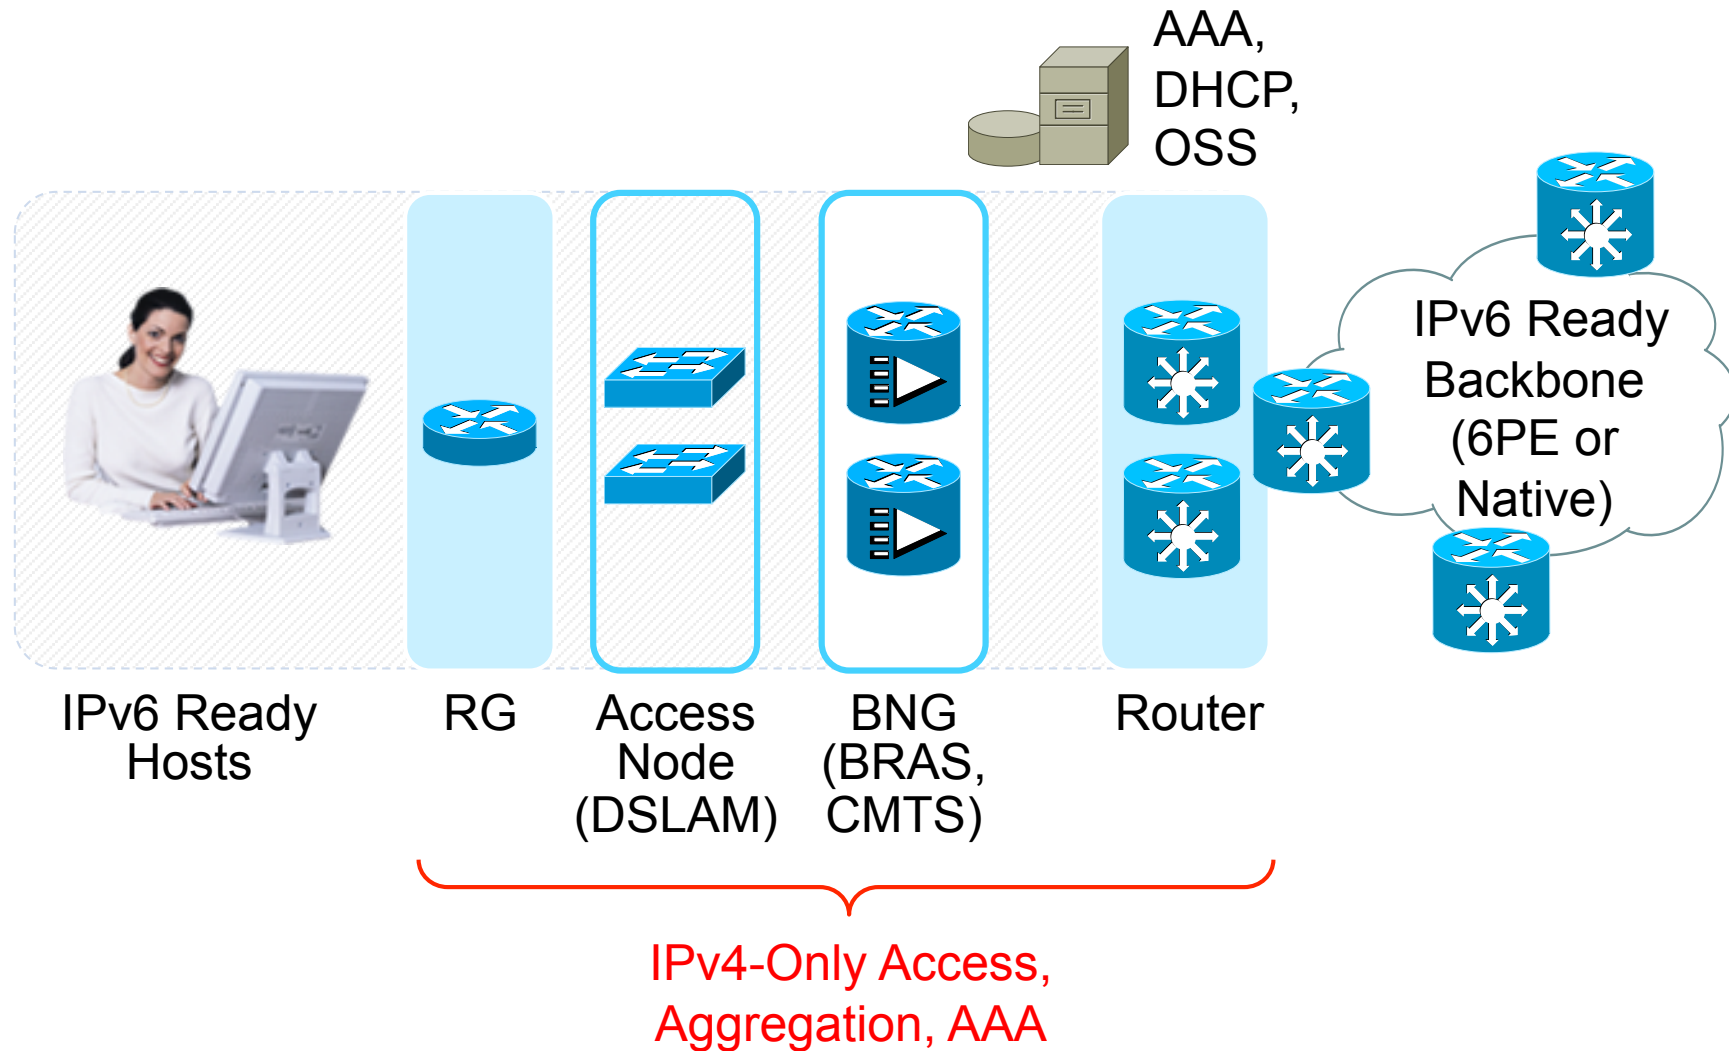 AAA,
DHCP,
OSS
IPv6 Ready
Backbone
(6PE or
Native)
IPv6 Ready
Hosts
RG
Access
Node
(DSLAM)
BNG
(BRAS,
CMTS)
Router
IPv4-Only Access,
Aggregation, AAA